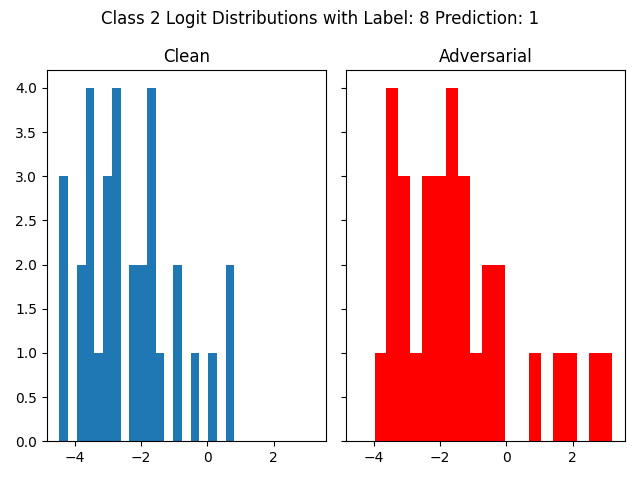 Class 2 Logit Distributions with Label: 8 Prediction: 1
Clean
Adversarial
4.0
3.5
3.0
2.5
2.0
1.5
1.0
0.5
0.0
−4 −2 0 2
−4 −2 0 2